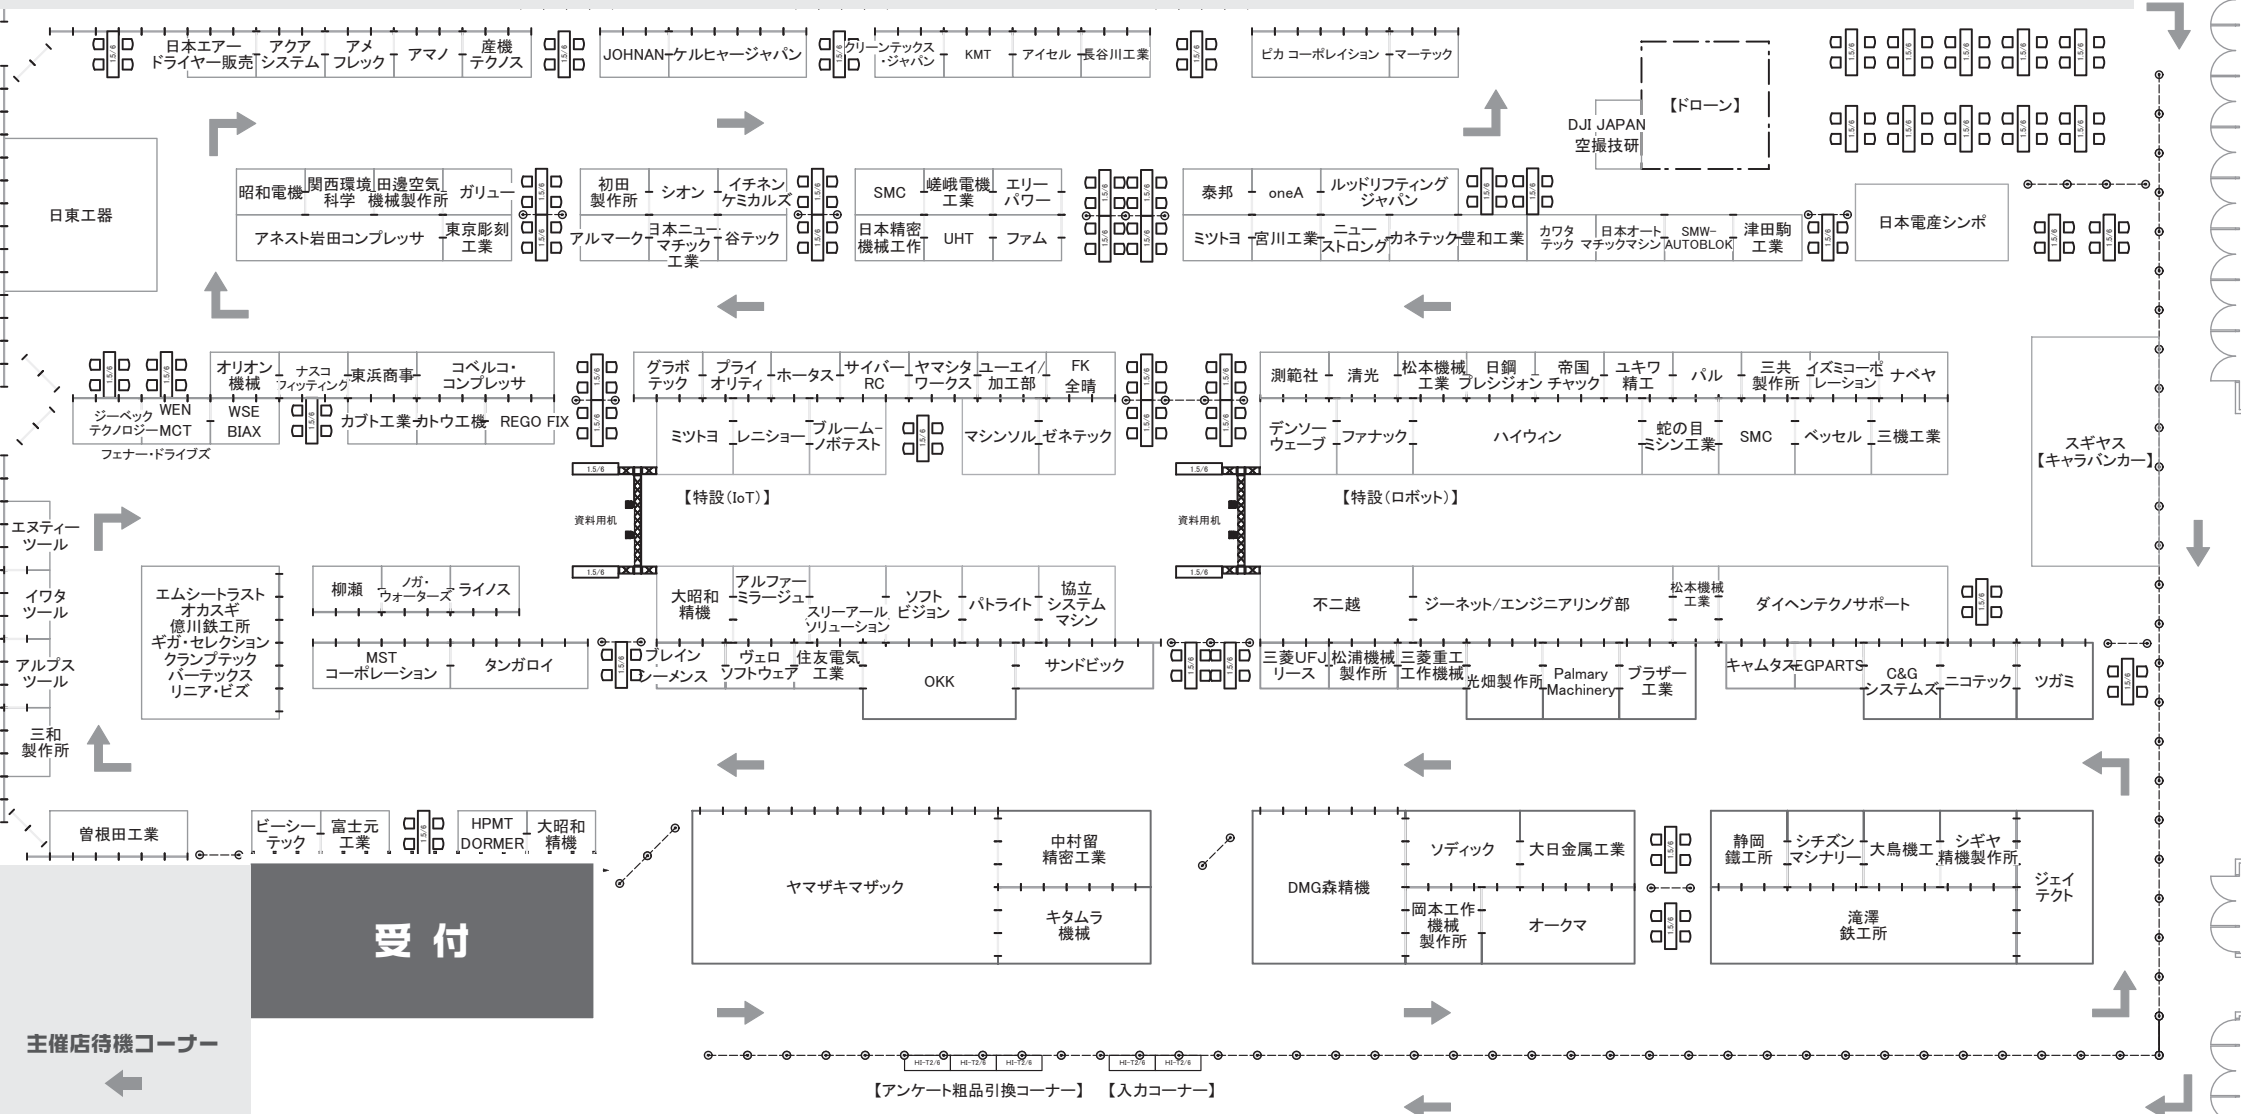 日本エアー
ドライヤー販売
アクア
システム
アメ
フレック
アマノ
産機
テクノス
JOHNAN
ケルヒャージャパン
クリーンテックス
・ジャパン
KMT
アイセル
長谷川工業
ピカ コーポレイション
マーテック
【ドローン】
DJI JAPAN
空撮技研
日東工器
昭和電機
関西環境
科学
田邊空気
機械製作所
ガリュー
初田
製作所
シオン
イチネン
ケミカルズ
SMC
嵯峨電機
工業
エリー
パワー
泰邦
oneA
ルッドリフティング
ジャパン
日本電産シンポ
アネスト岩田コンプレッサ
東京彫刻
工業
アルマーク
日本ニュー
マチック
工業
谷テック
日本精密
機械工作
UHT
ファム
ミツトヨ
宮川工業
ニュー
ストロング
カネテック
豊和工業
カワタ
テック
日本オート
マチックマシン
SMW-
AUTOBLOK
津田駒
工業
オリオン
機械
ナスコ
フィッティング
東浜商事
コベルコ・
コンプレッサ
グラボ
テック
プライ
オリティ
ホータス
サイバー
RC
ヤマシタ
ワークス
ユーエイ/
加工部
FK
全晴
測範社
清光
松本機械
工業
日鋼
プレシジョン
帝国
チャック
ユキワ
精工
パル
三共
製作所
イズミコーポ
レーション
ナベヤ
ジーベック
テクノロジー
WEN
MCT
WSE
BIAX
カブト工業
カトウ工機
REGO FIX
フェナー・ドライブズ
ミツトヨ
レニショー
ブルーム-
ノボテスト
マシンソル
ゼネテック
デンソー
ウェーブ
ファナック
ハイウィン
蛇の目
ミシン工業
SMC
ベッセル
三機工業
スギヤス
【キャラバンカー】
1.5/6
【特設(IoT)】
資料用机
1.5/6
1.5/6
【特設(ロボット)】
資料用机
1.5/6
エヌティー
ツール
イワタ
ツール
アルプス
ツール
三和
製作所
エムシートラスト
オカスギ
億川鉄工所
ギガ・セレクション
クランプテック
バーテックス
リニア・ビズ
柳瀬
ノガ・
ウォーターズ
ライノス
大昭和
精機
アルファー
ミラージュ
スリーアール
ソリューション
ソフト
ビジョン
パトライト
協立
システム
マシン
不二越
ジーネット/エンジニアリング部
松本機械
工業
ダイヘンテクノサポート
MST
コーポレーション
タンガロイ
ブレイン
シーメンス
ヴェロ
ソフトウェア
住友電気
工業
OKK
サンドビック
三菱UFJ
リース
松浦機械
製作所
三菱重工
工作機械
光畑製作所
Palmary
Machinery
ブラザー
工業
キャムタス
EGPARTS
C&G
システムズ
ニコテック
ツガミ
曽根田工業
ビーシー
テック
富士元
工業
HPMT
DORMER
大昭和
精機
ヤマザキマザック
中村留
精密工業
キタムラ
機械
DMG森精機
ソディック
大日金属工業
岡本工作
機械
製作所
オークマ
静岡
鐵工所
シチズン
マシナリー
大鳥機工
シギヤ
精機製作所
ジェイ
テクト
滝澤
鉄工所
受付
主催店待機コーナー
HI-T2/6
HI-T2/6
HI-T2/6
HI-T2/6
HI-T2/6
【アンケート粗品引換コーナー】
【入力コーナー】